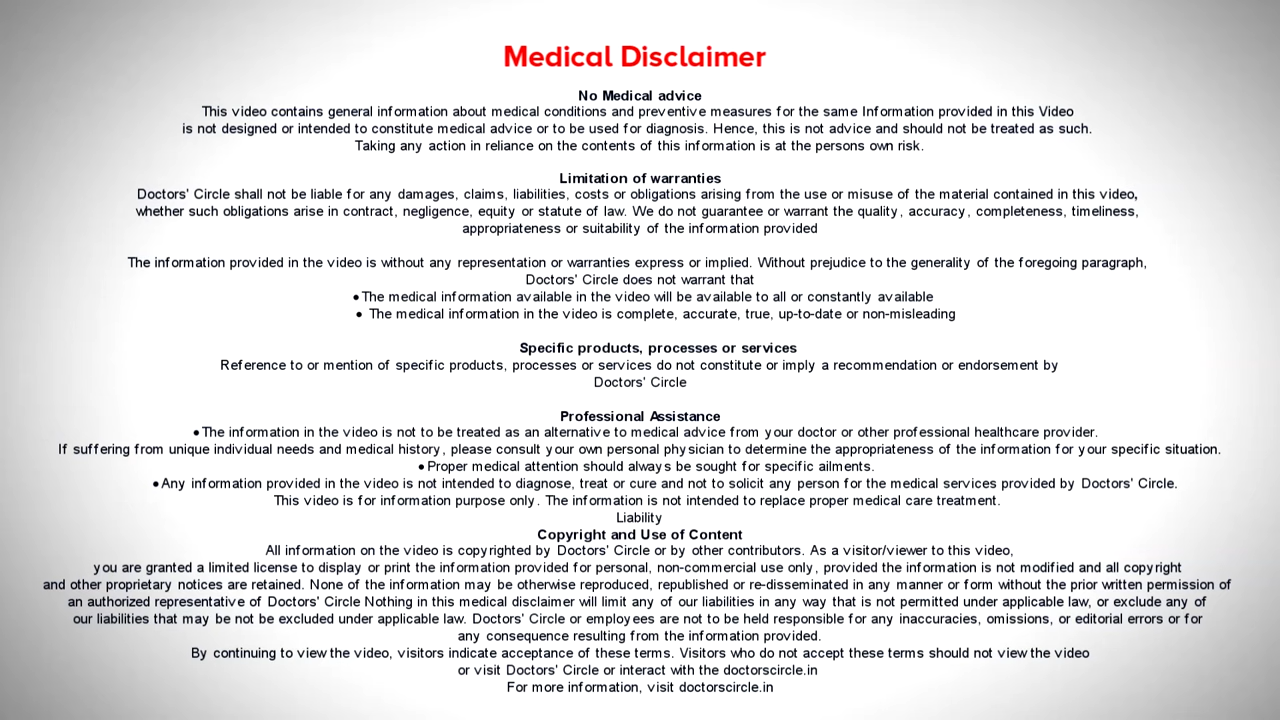 Medical Disclaimer
No Medical advice
This video contains general information about medical conditions and preventive measures for the same Information provided in this Video
is not designed or intended to constitute medical advice or to be used for diagnosis. Hence, this is not advice and should not be treated as such.
Taking any action in reliance on the contents of this information is at the persons own risk.
Limitation of warranties
Doctors' Circle shall not be liable for any damages, claims, liabilities, costs or obligations arising from the use or misuse of the material contained in this video,
whether such obligations arise in contract, negligence, equity or statute of law. We do not guarantee or warrant the quality, accuracy, completeness, timeliness,
appropriateness or suitability of the information provided
The information provided in the video is without any representation or warranties express or implied. Without prejudice to the generality of the foregoing paragraph,
Doctors' Circle does not warrant that
•The medical information available in the video will be available to all or constantly available
• The medical information in the video is complete, accurate, true, up-to-date or non-misleading
Specific products, processes or services
Reference to or mention of specific products, processes or services do not constitute or imply a recommendation or endorsement by
Doctors' Circle
Professional Assistance
•The information in the video is not to be treated as an alternative to medical advice from your doctor or other professional healthcare provider.
If suffering from unique individual needs and medical history, please consult your own personal physician to determine the appropriateness of the information for your specific situation.
•Proper medical attention should always be sought for specific ailments.
•Any information provided in the video is not intended to diagnose, treat or cure and not to solicit any person for the medical services provided by Doctors' Circle.
This video is for information purpose only. The information is not intended to replace proper medical care treatment.
Liability
Copyright and Use of Content
All information on the video is copyrighted by Doctors' Circle or by other contributors. As a visitor/viewer to this video,
you are granted a limited license to display or print the information provided for personal, non-commercial use only, provided the information is not modified and all copyright
and other proprietary notices are retained. None of the information may be otherwise reproduced, republished or re-disseminated in any manner or form without the prior written permission of
an authorized representative of Doctors' Circle Nothing in this medical disclaimer will limit any of our liabilities in any way that is not permitted under applicable law, or exclude any of
our liabilities that may be not be excluded under applicable law. Doctors' Circle or employees are not to be held responsible for any inaccuracies, omissions, or editorial errors or for
any consequence resulting from the information provided.
By continuing to view the video, visitors indicate acceptance of these terms. Visitors who do not accept these terms should not view the video
or visit Doctors' Circle or interact with the doctorscircle.in
For more information, visit doctorscircle.in